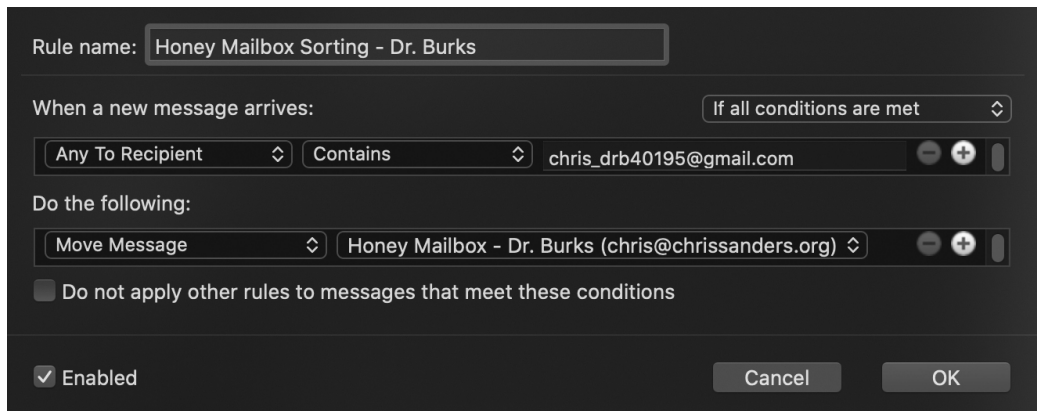 Rule name: Honey Mailbox Sorting - Dr. Burks
When a new message arrives: If all conditions are met
Any To Recipient Contains chris_drb40195@gmail.com
Do the following:
Move Message Honey Mailbox - Dr. Burks (chris@chrissanders.org)
Do not apply other rules to messages that meet these conditions
Enabled Cancel OK